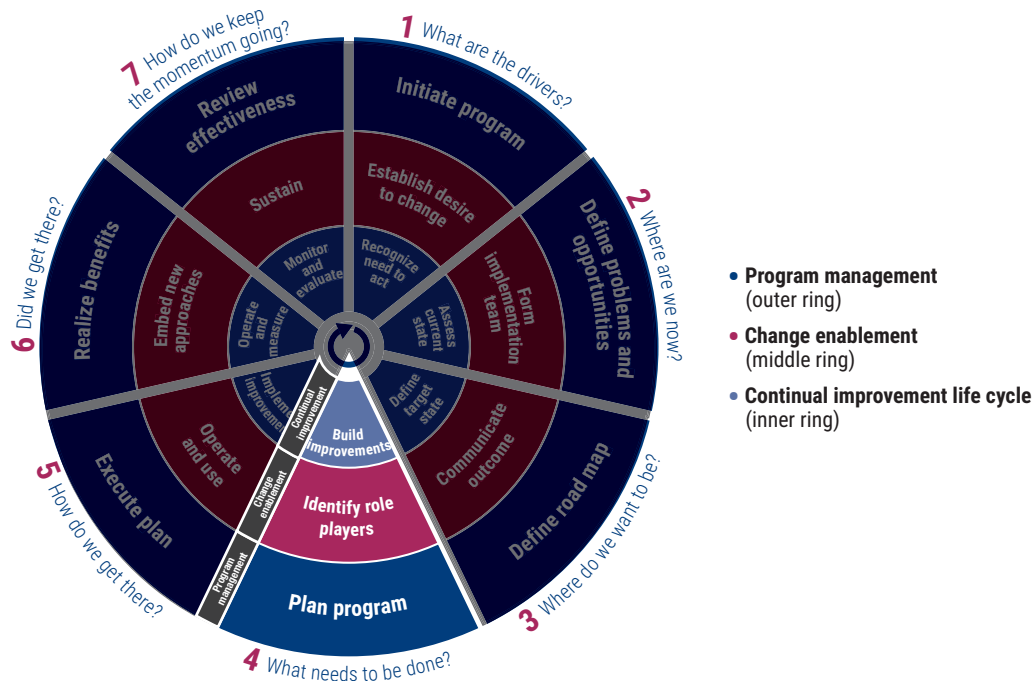 1 What are the drivers?
Initiate program
Establish desire
to change
Recognize
need to
act
2 Where are we now?
Define problems and
opportunities
Form
implementation
team
Assess
current
state
3 Where do we want to be?
Define road map
Communicate
outcome
Define
target
state
4 What needs to be done?
Plan program
Identify role
players
Build
improvements
Program
management
Change
enablement
Continual
improvement
5 How do we get there?
Execute plan
Operate
and use
6 Did we get there?
Realize benefits
Embed new
approaches
Operate
and
measure
7 How do we keep
the momentum going?
Review
effectiveness
Sustain
Monitor
and
evaluate
• Program management
(outer ring)
• Change enablement
(middle ring)
• Continual improvement life cycle
(inner ring)